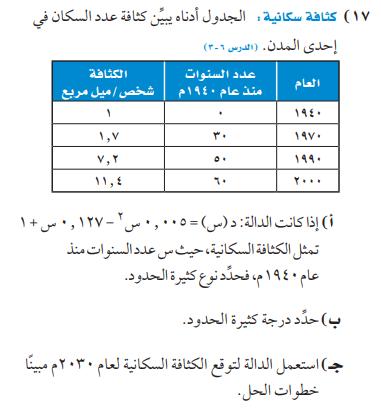 ١٧) كثافة سكانية: الجدول أدناه يبيِّن كثافة عدد السكان في
إحدى المدن. (الدرس ٦-٣)
العام | عدد السنوات منذ عام ١٩٤٠م | الكثافة شخص/ميل مربع
١٩٤٠ | ٠ | ١
١٩٧٠ | ٣٠ | ١,٧
١٩٩٠ | ٥٠ | ٧,٢
٢٠٠٠ | ٦٠ | ١١,٤
أ) إذا كانت الدالة: د(س) = ٠,٠٠٥ س٢ − ٠,١٢٧ س + ١
تمثل الكثافة السكانية، حيث س عدد السنوات منذ
عام ١٩٤٠م، فحدِّد نوع كثيرة الحدود.
ب) حدِّد درجة كثيرة الحدود.
جـ) استعمل الدالة لتوقع الكثافة السكانية لعام ٢٠٣٠م مبينًا
خطوات الحل.